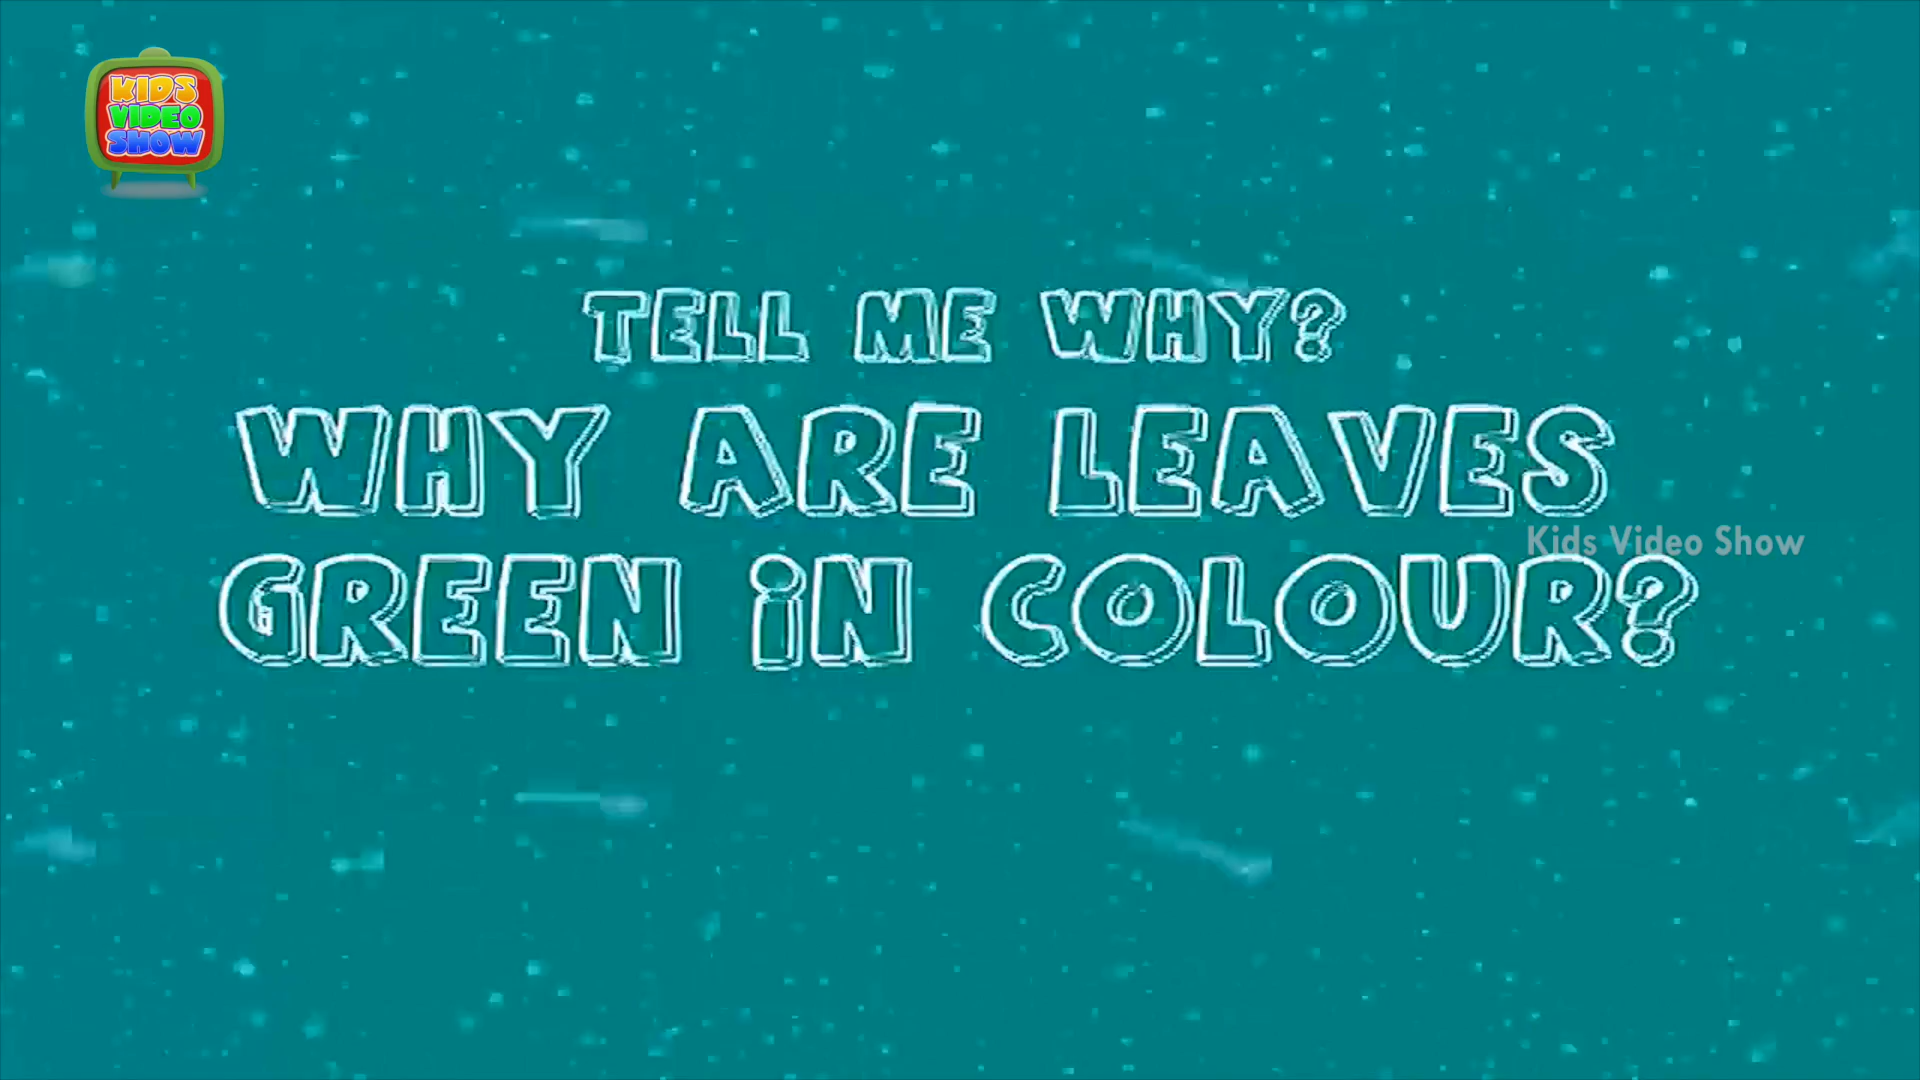 KIDS
VIDEO
SHOW
TELL ME WHY?
WHY ARE LEAVES
Kids Video Show
GREEN iN COLOUR?